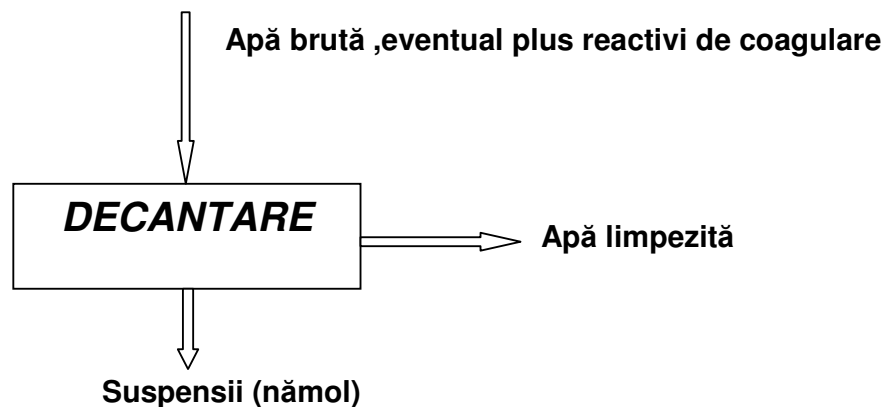 Apă brută ,eventual plus reactivi de coagulare
DECANTARE
Apă limpezită
Suspensii (nămol)